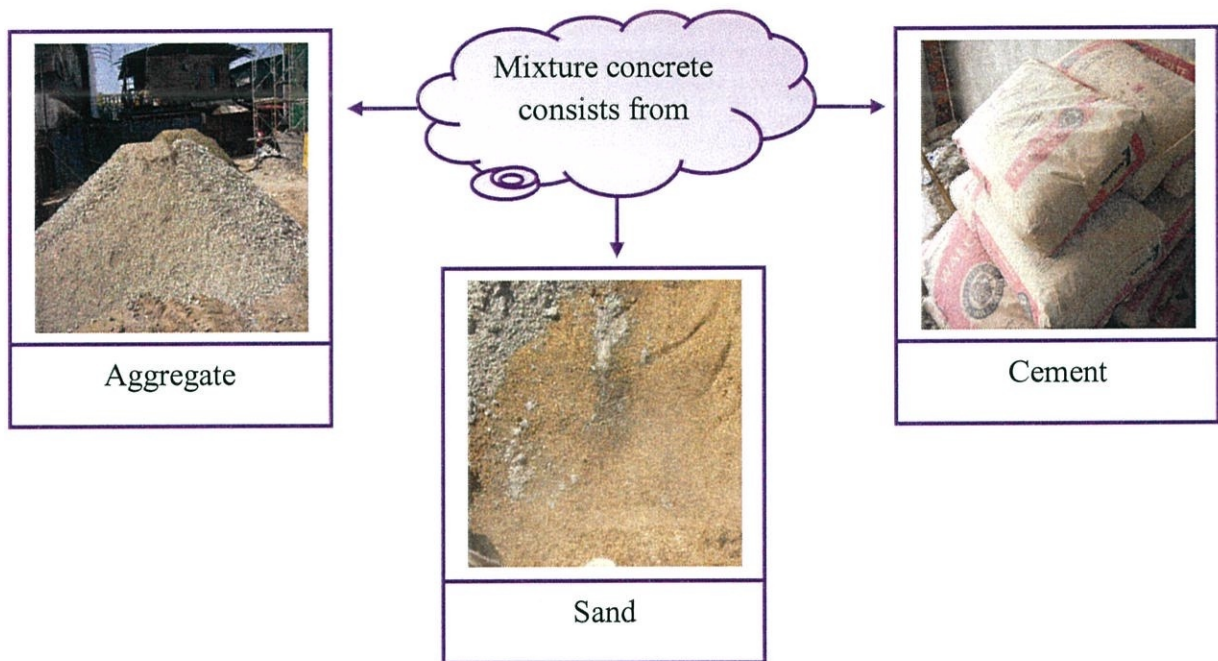 Mixture concrete
consists from
Aggregate
Cement
Sand